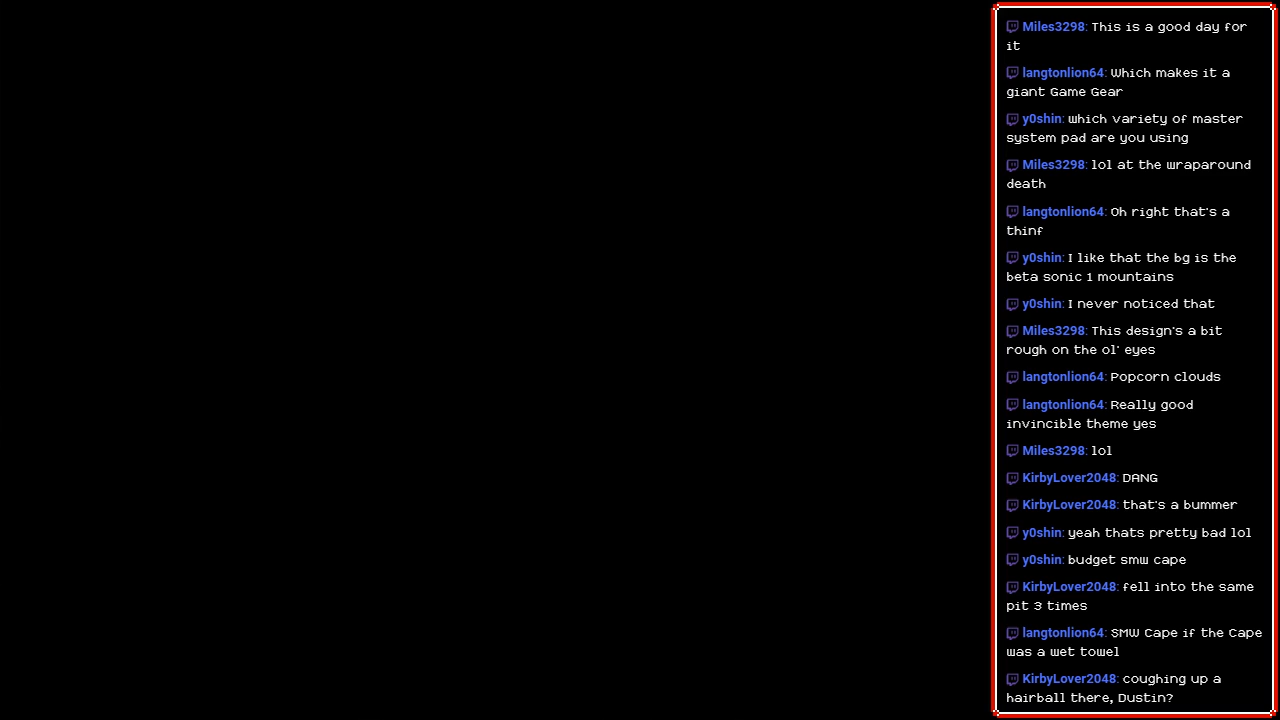 Miles3298: This is a good day for
it
langtonlion64: Which makes it a
giant Game Gear
y0shin: which variety of master
system pad are you using
Miles3298: lol at the wraparound
death
langtonlion64: Oh right that's a
thinf
y0shin: I like that the bg is the
beta sonic 1 mountains
y0shin: I never noticed that
Miles3298: This design's a bit
rough on the ol' eyes
langtonlion64: Popcorn clouds
langtonlion64: Really good
invincible theme yes
Miles3298: lol
KirbyLover2048: DANG
KirbyLover2048: that's a bummer
y0shin: yeah thats pretty bad lol
y0shin: budget smw cape
KirbyLover2048: fell into the same
pit 3 times
langtonlion64: SMW Cape if the Cape
was a wet towel
KirbyLover2048: coughing up a
hairball there, Dustin?